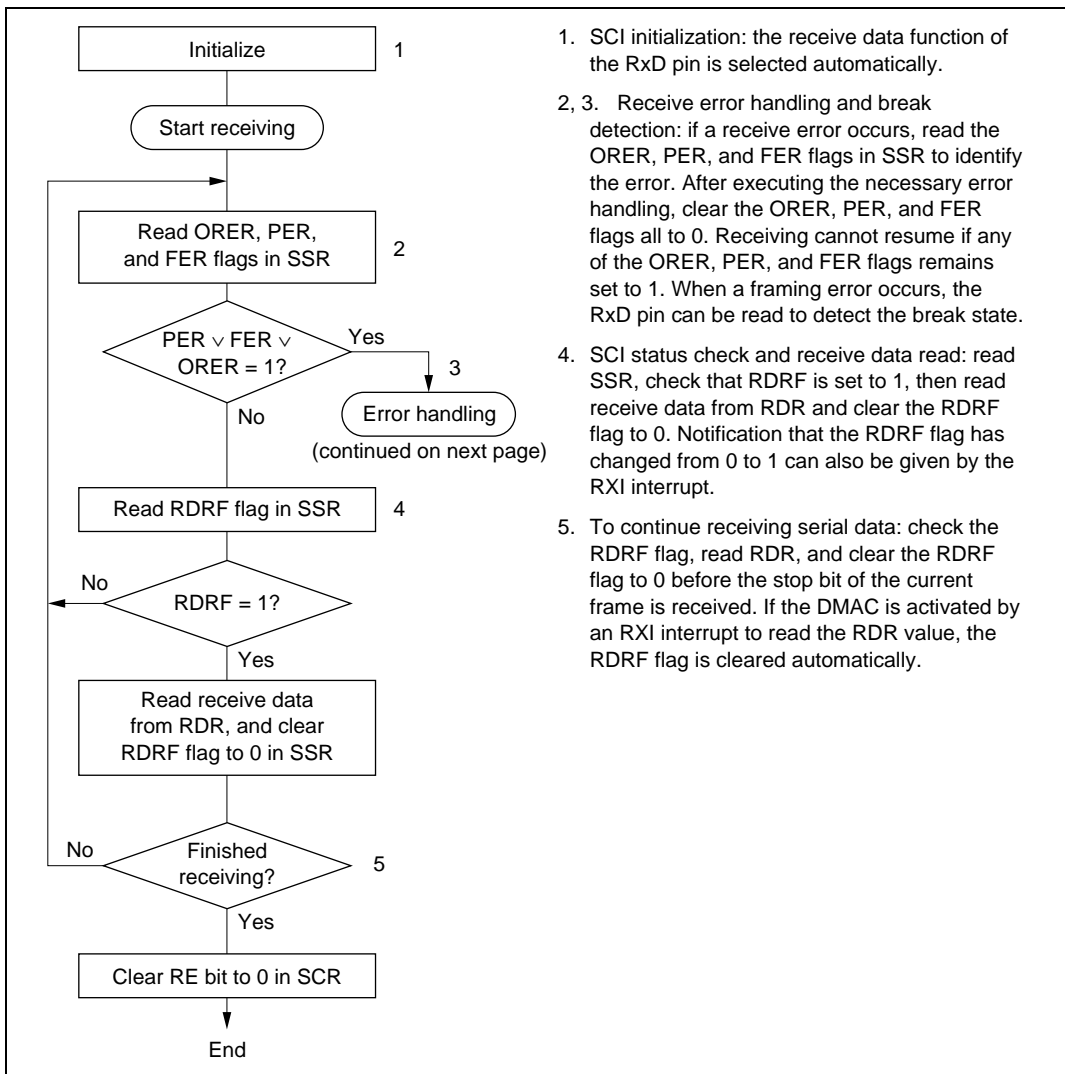 Initialize
1
Start receiving
Read ORER, PER,
and FER flags in SSR
2
PER ∨ FER ∨
ORER = 1?
Yes
3
No
Error handling
(continued on next page)
Read RDRF flag in SSR
4
No
RDRF = 1?
Yes
Read receive data
from RDR, and clear
RDRF flag to 0 in SSR
No
Finished
receiving?
5
Yes
Clear RE bit to 0 in SCR
End
1. SCI initialization: the receive data function of
the RxD pin is selected automatically.
2, 3. Receive error handling and break
detection: if a receive error occurs, read the
ORER, PER, and FER flags in SSR to identify
the error. After executing the necessary error
handling, clear the ORER, PER, and FER
flags all to 0. Receiving cannot resume if any
of the ORER, PER, and FER flags remains
set to 1. When a framing error occurs, the
RxD pin can be read to detect the break state.
4. SCI status check and receive data read: read
SSR, check that RDRF is set to 1, then read
receive data from RDR and clear the RDRF
flag to 0. Notification that the RDRF flag has
changed from 0 to 1 can also be given by the
RXI interrupt.
5. To continue receiving serial data: check the
RDRF flag, read RDR, and clear the RDRF
flag to 0 before the stop bit of the current
frame is received. If the DMAC is activated by
an RXI interrupt to read the RDR value, the
RDRF flag is cleared automatically.